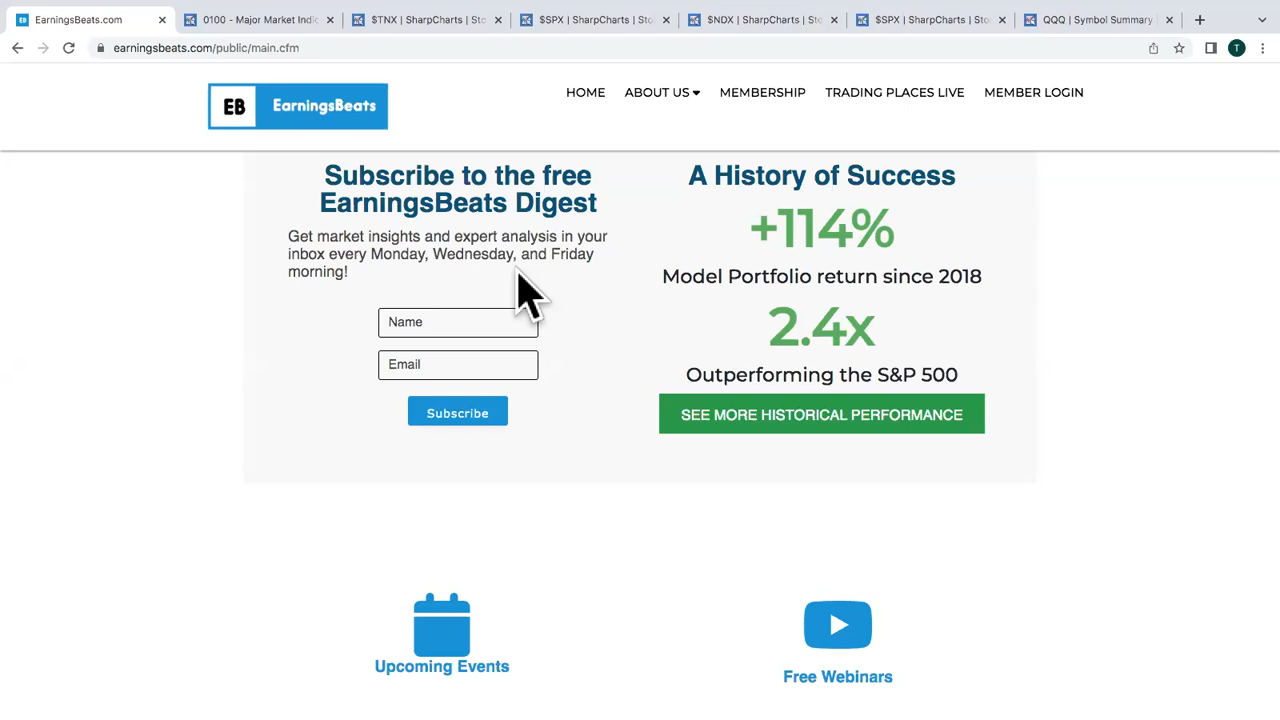 EarningsBeats.com
0100 - Major Market Indic
$TNX | SharpCharts | Sto
$SPX | SharpCharts | Sto
$NDX | SharpCharts | Sto
$SPX | SharpCharts | Sto
QQQ | Symbol Summary
earningsbeats.com/public/main.cfm
T
EB EarningsBeats
HOME ABOUT US MEMBERSHIP TRADING PLACES LIVE MEMBER LOGIN
Subscribe to the free
EarningsBeats Digest
Get market insights and expert analysis in your
inbox every Monday, Wednesday, and Friday
morning!
Name
Email
Subscribe
A History of Success
+114%
Model Portfolio return since 2018
2.4x
Outperforming the S&P 500
SEE MORE HISTORICAL PERFORMANCE
Upcoming Events
Free Webinars